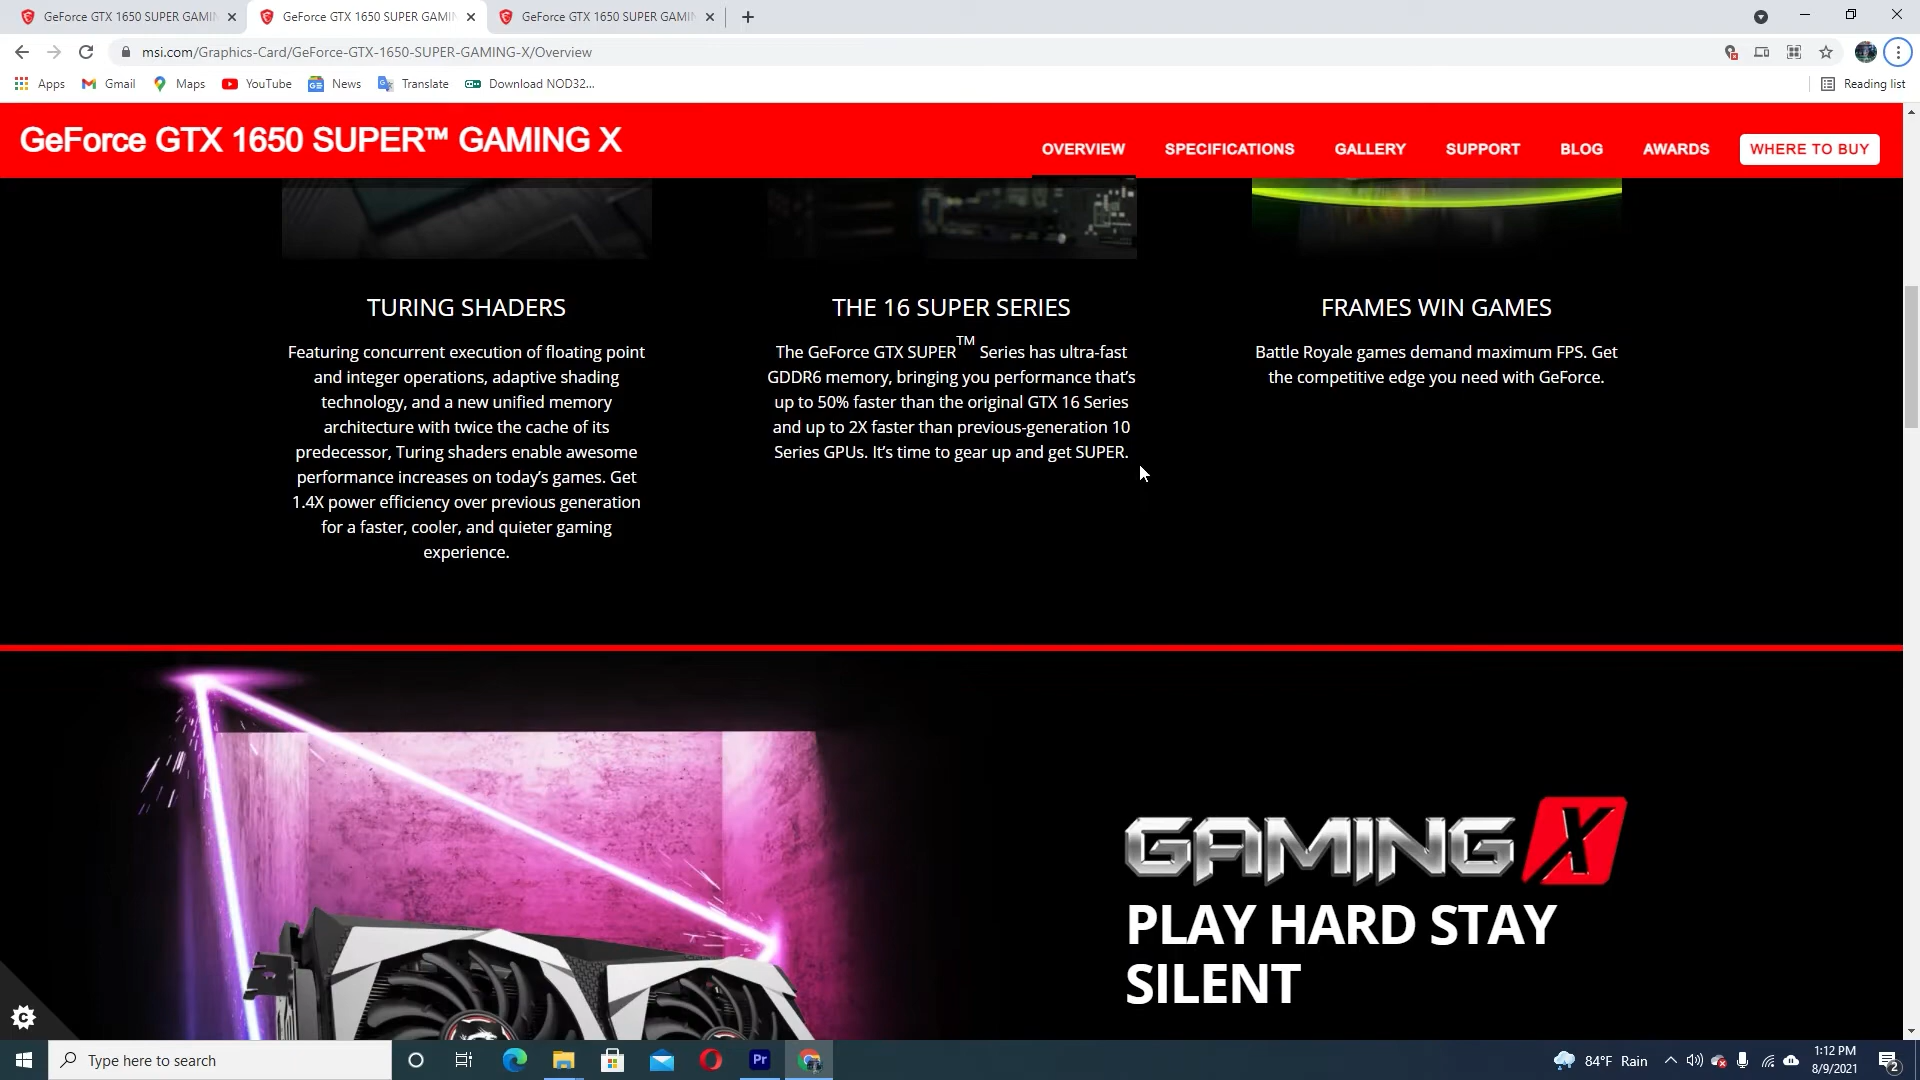 GeForce GTX 1650 SUPER GAMIN
GeForce GTX 1650 SUPER GAMIN
GeForce GTX 1650 SUPER GAMIN
msi.com/Graphics-Card/GeForce-GTX-1650-SUPER-GAMING-X/Overview
Apps
Gmail
Maps
YouTube
News
Translate
Download NOD32...
Reading list
GeForce GTX 1650 SUPER™ GAMING X
OVERVIEW
SPECIFICATIONS
GALLERY
SUPPORT
BLOG
AWARDS
WHERE TO BUY
TURING SHADERS
Featuring concurrent execution of floating point
and integer operations, adaptive shading
technology, and a new unified memory
architecture with twice the cache of its
predecessor, Turing shaders enable awesome
performance increases on today’s games. Get
1.4X power efficiency over previous generation
for a faster, cooler, and quieter gaming
experience.
THE 16 SUPER SERIES
The GeForce GTX SUPER™ Series has ultra-fast
GDDR6 memory, bringing you performance that’s
up to 50% faster than the original GTX 16 Series
and up to 2X faster than previous-generation 10
Series GPUs. It’s time to gear up and get SUPER.
FRAMES WIN GAMES
Battle Royale games demand maximum FPS. Get
the competitive edge you need with GeForce.
GAMING X
PLAY HARD STAY
SILENT
Type here to search
Pr
84°F Rain
1:12 PM
8/9/2021
2